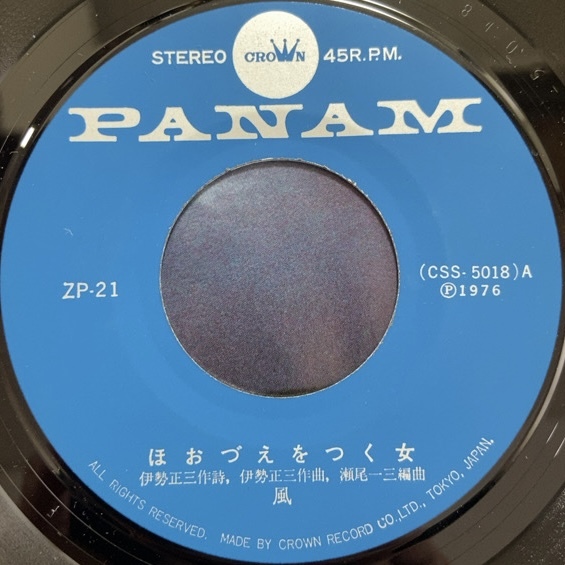 STEREO CROWN 45R.P.M.
PANAM
ZP-21
(CSS-5018)A
Ⓟ1976
ほおづえをつく女
伊勢正三作詩, 伊勢正三作曲, 瀬尾一三編曲
風
ALL RIGHTS RESERVED. MADE BY CROWN RECORD CO.,LTD., TOKYO, JAPAN.